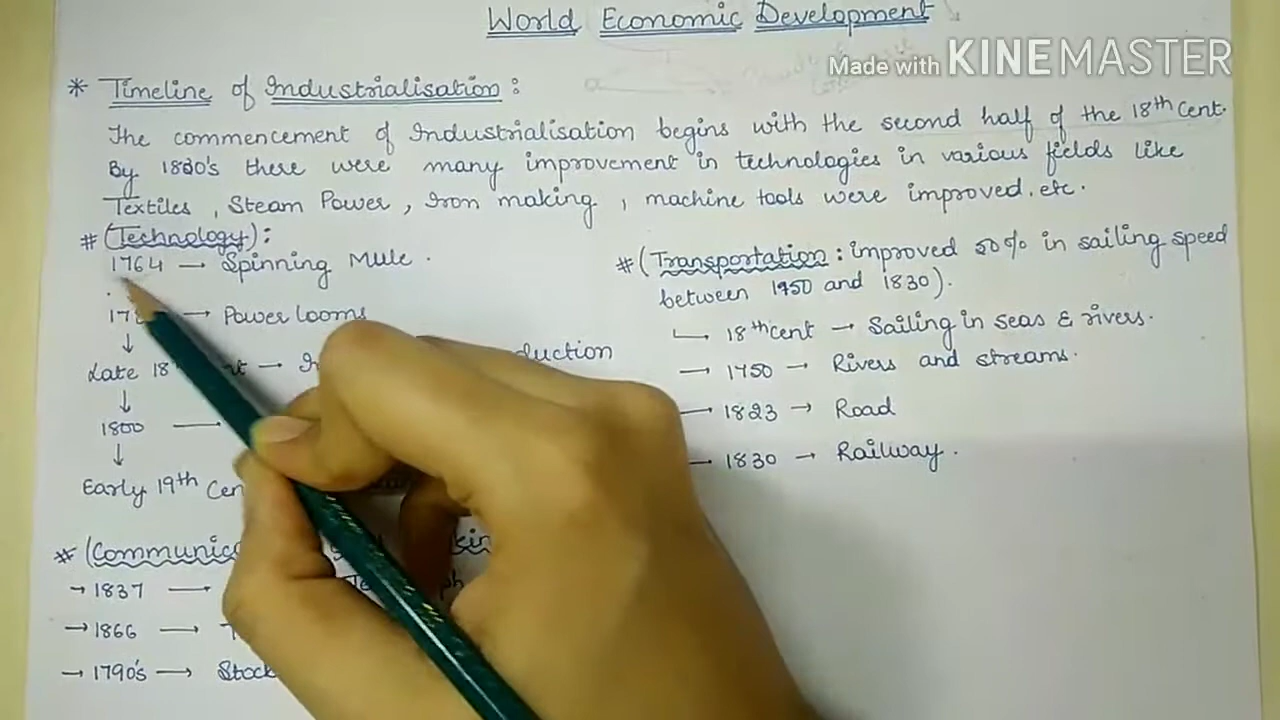 World Economic Development
Made with KINEMASTER
* Timeline of Industrialisation :
The commencement of Industrialisation begins with the second half of the 18th Cent.
By 1800's there were many improvement in technologies in various fields like
Textiles, Steam Power, Iron making, machine tools were improved. etc.
# (Technology):
1764 — Spinning Mule.
→ Power looms
↓
Late 18 → duction
↓
1800 →
↓
Early 19th Cen
# (Communic
→ 1837 →
→ 1866 →
→ 1790's → Stock
# (Transportation : improved 50% in sailing speed
between 1750 and 1830).
18th cent → Sailing in seas & rivers.
→ 1750 → Rivers and streams.
→ 1823 → Road
→ 1830 → Railway.